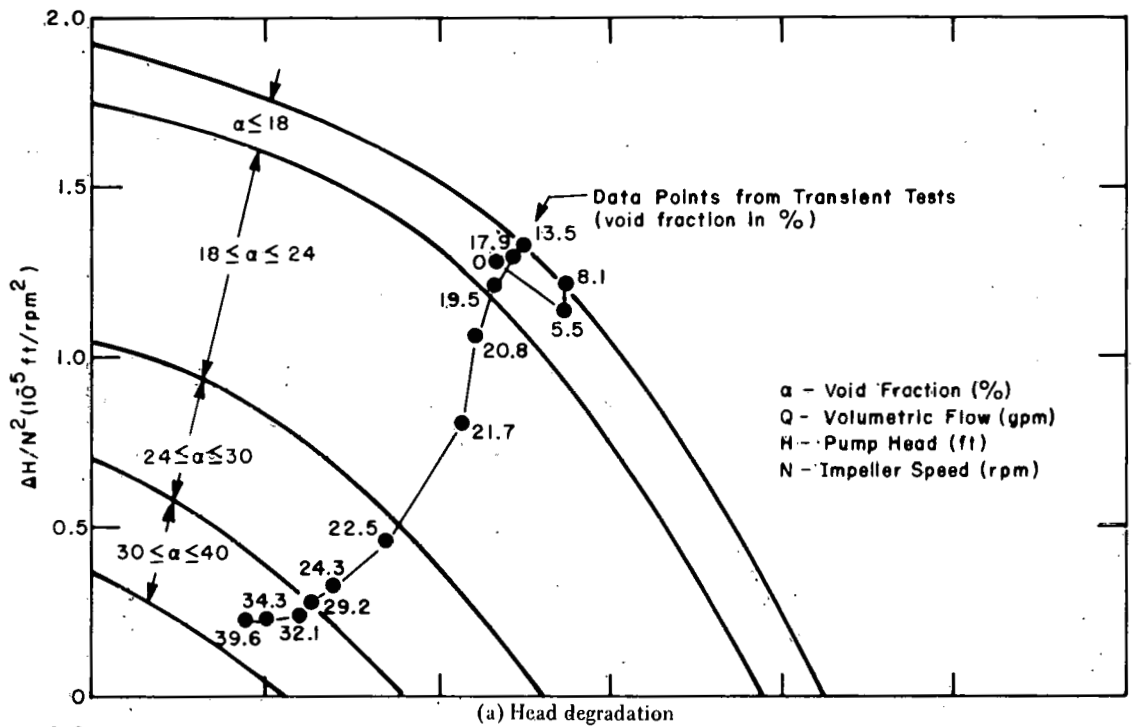 2.0
α ≤ 18
1.5
Data Points from Transient Tests
(void fraction in %)
17.9
13.5
0
8.1
18 ≤ α ≤ 24
19.5
5.5
20.8
1.0
ΔH/N² (10⁻⁵ ft/rpm²)
α – Void Fraction (%)
Q – Volumetric Flow (gpm)
H – Pump Head (ft)
N – Impeller Speed (rpm)
21.7
24 ≤ α ≤ 30
0.5
22.5
30 ≤ α ≤ 40
24.3
34.3
29.2
39.6
32.1
0
(a) Head degradation